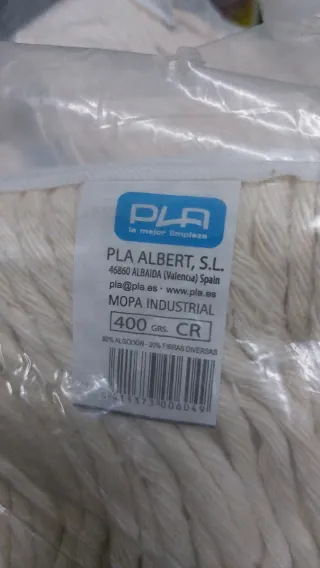 PLA
la mejor limpieza
PLA ALBERT, S.L.
46860 ALBAIDA (Valencia) Spain
pla@pla.es - www.pla.es
MOPA INDUSTRIAL
400 GRS. CR
80% ALGODÓN - 20% FIBRAS DIVERSAS